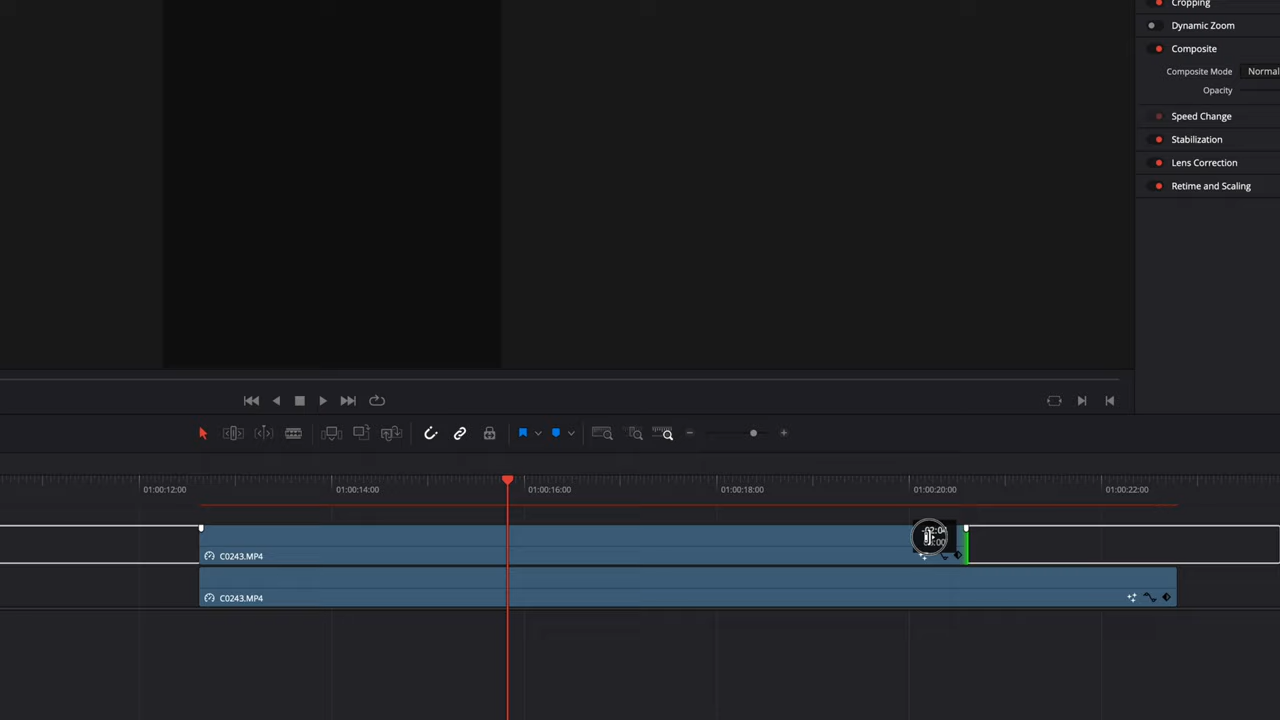 Cropping
Dynamic Zoom
Composite
Composite Mode Normal
Opacity
Speed Change
Stabilization
Lens Correction
Retime and Scaling
01:00:12:00 01:00:14:00 01:00:16:00 01:00:18:00 01:00:20:00 01:00:22:00
C0243.MP4
C0243.MP4